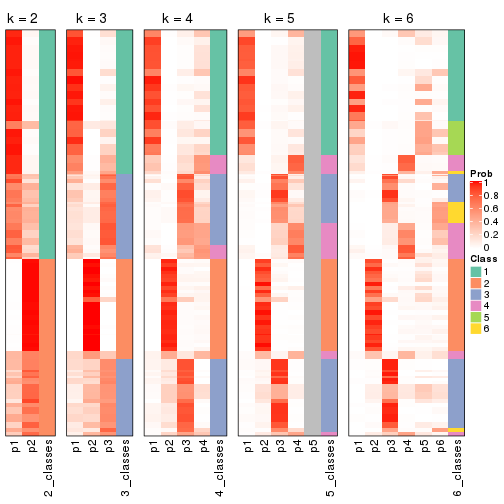 k = 2
k = 3
k = 4
k = 5
k = 6
Prob
1
0.8
0.6
0.4
0.2
0
Class
1
2
3
4
5
6
p1
p2
2_classes
p1
p2
p3
3_classes
p1
p2
p3
p4
4_classes
p1
p2
p3
p4
p5
5_classes
p1
p2
p3
p4
p5
p6
6_classes